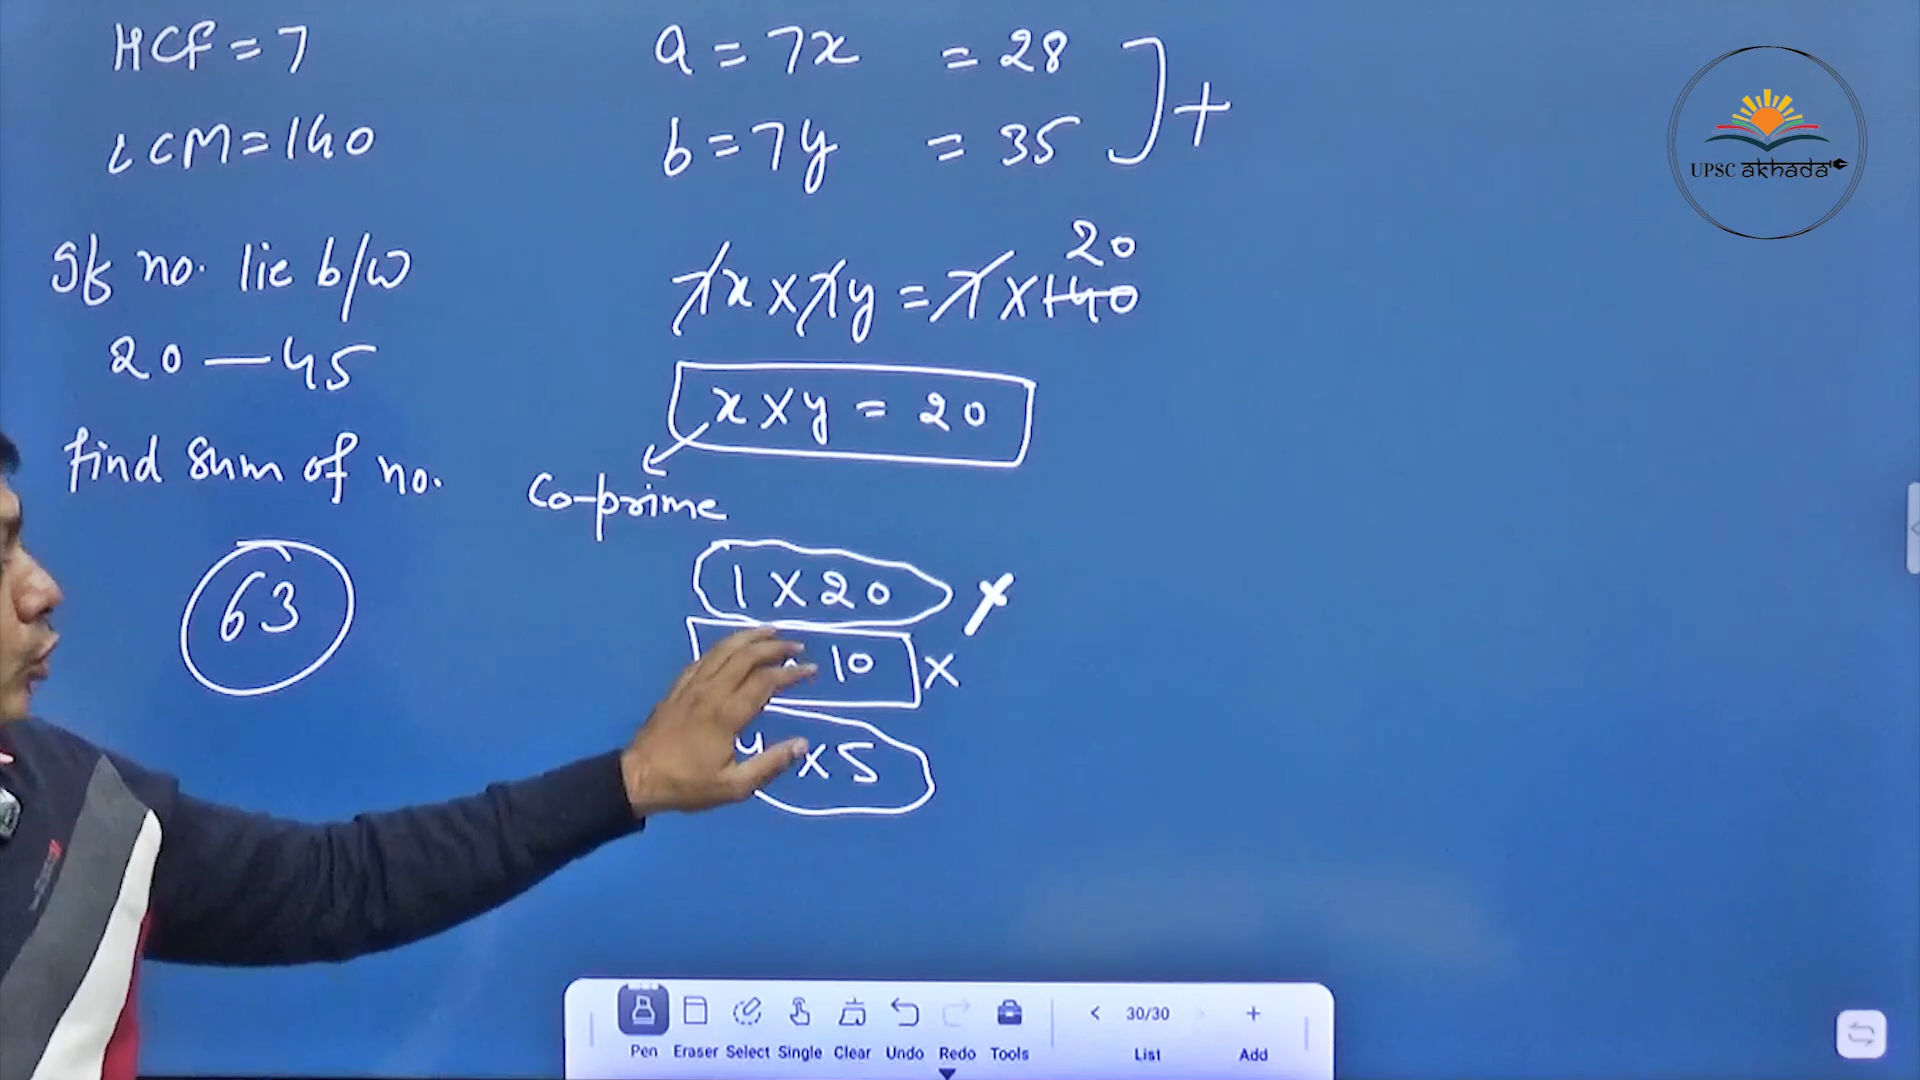 HCF = 7
LCM = 140
If no. lie b/w
20 — 45
find sum of no.
63
a = 7x = 28
b = 7y = 35
+
20
7x × 7y = 7 × 140
x × y = 20
Co-prime
1 × 20 ×
10 ×
4 × 5
UPSC akhada
Pen Eraser Select Single Clear Undo Redo Tools < 30/30 > List + Add